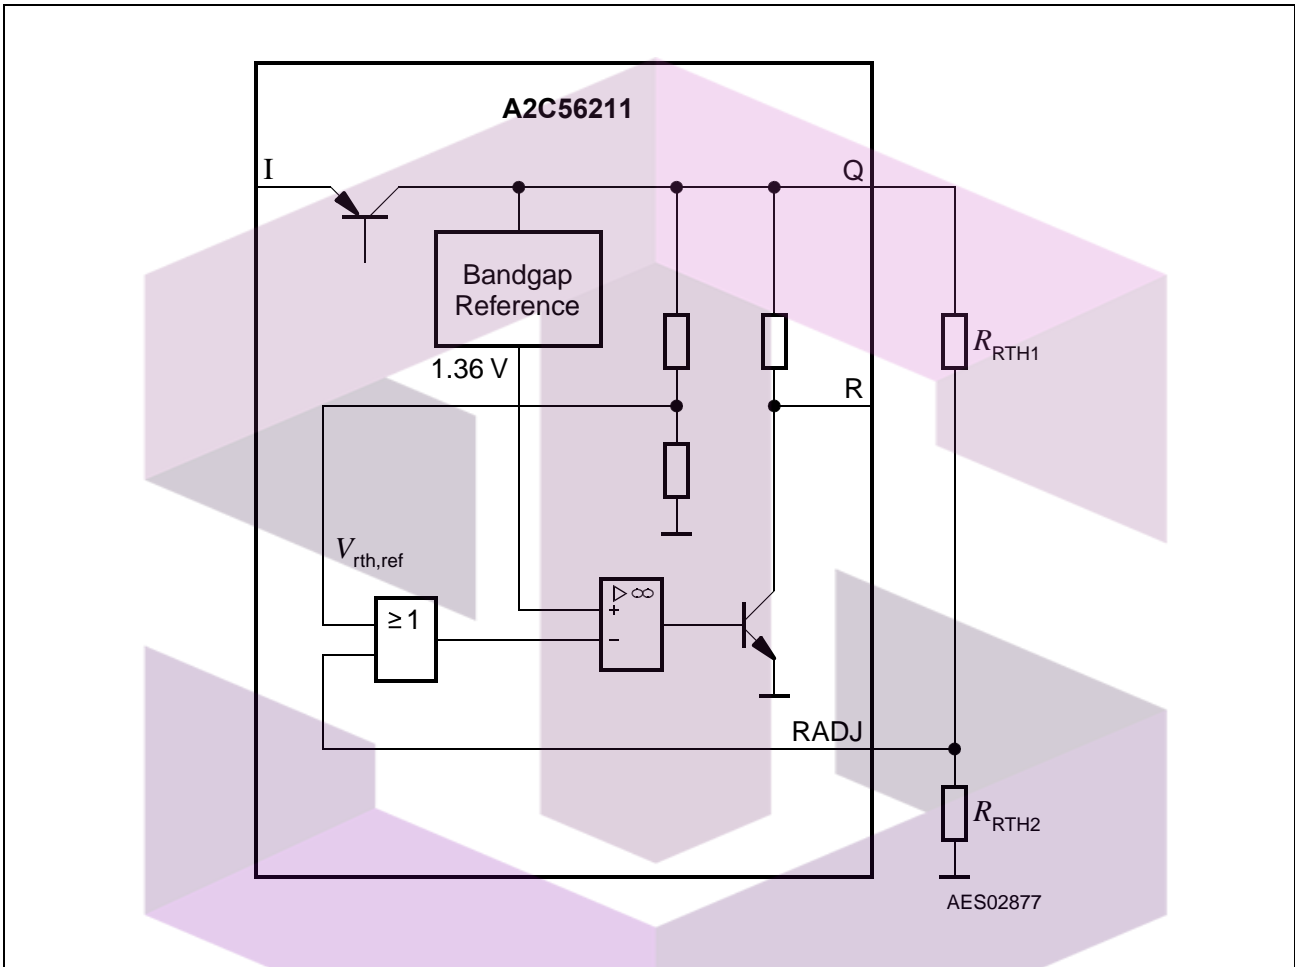 A2C56211
I
Q
Bandgap
Reference
1.36 V
R
RRTH1
Vrth,ref
≥ 1
▷ ∞
+
−
RADJ
RRTH2
AES02877